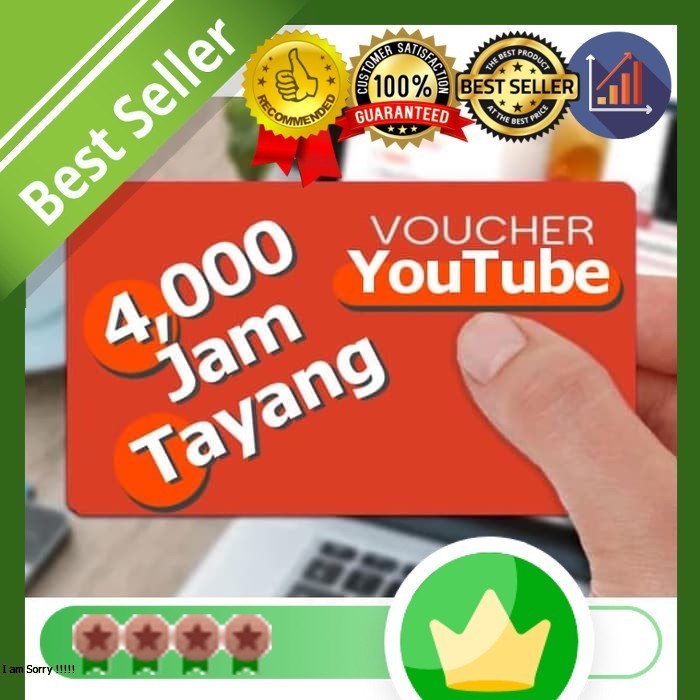 Best Seller
RECOMMENDED
CUSTOMER SATISFACTION
100%
GUARANTEED
THE BEST PRODUCT
BEST SELLER
AT THE BEST PRICE
VOUCHER
YouTube
4,000
Jam
Tayang
I am Sorry !!!!!